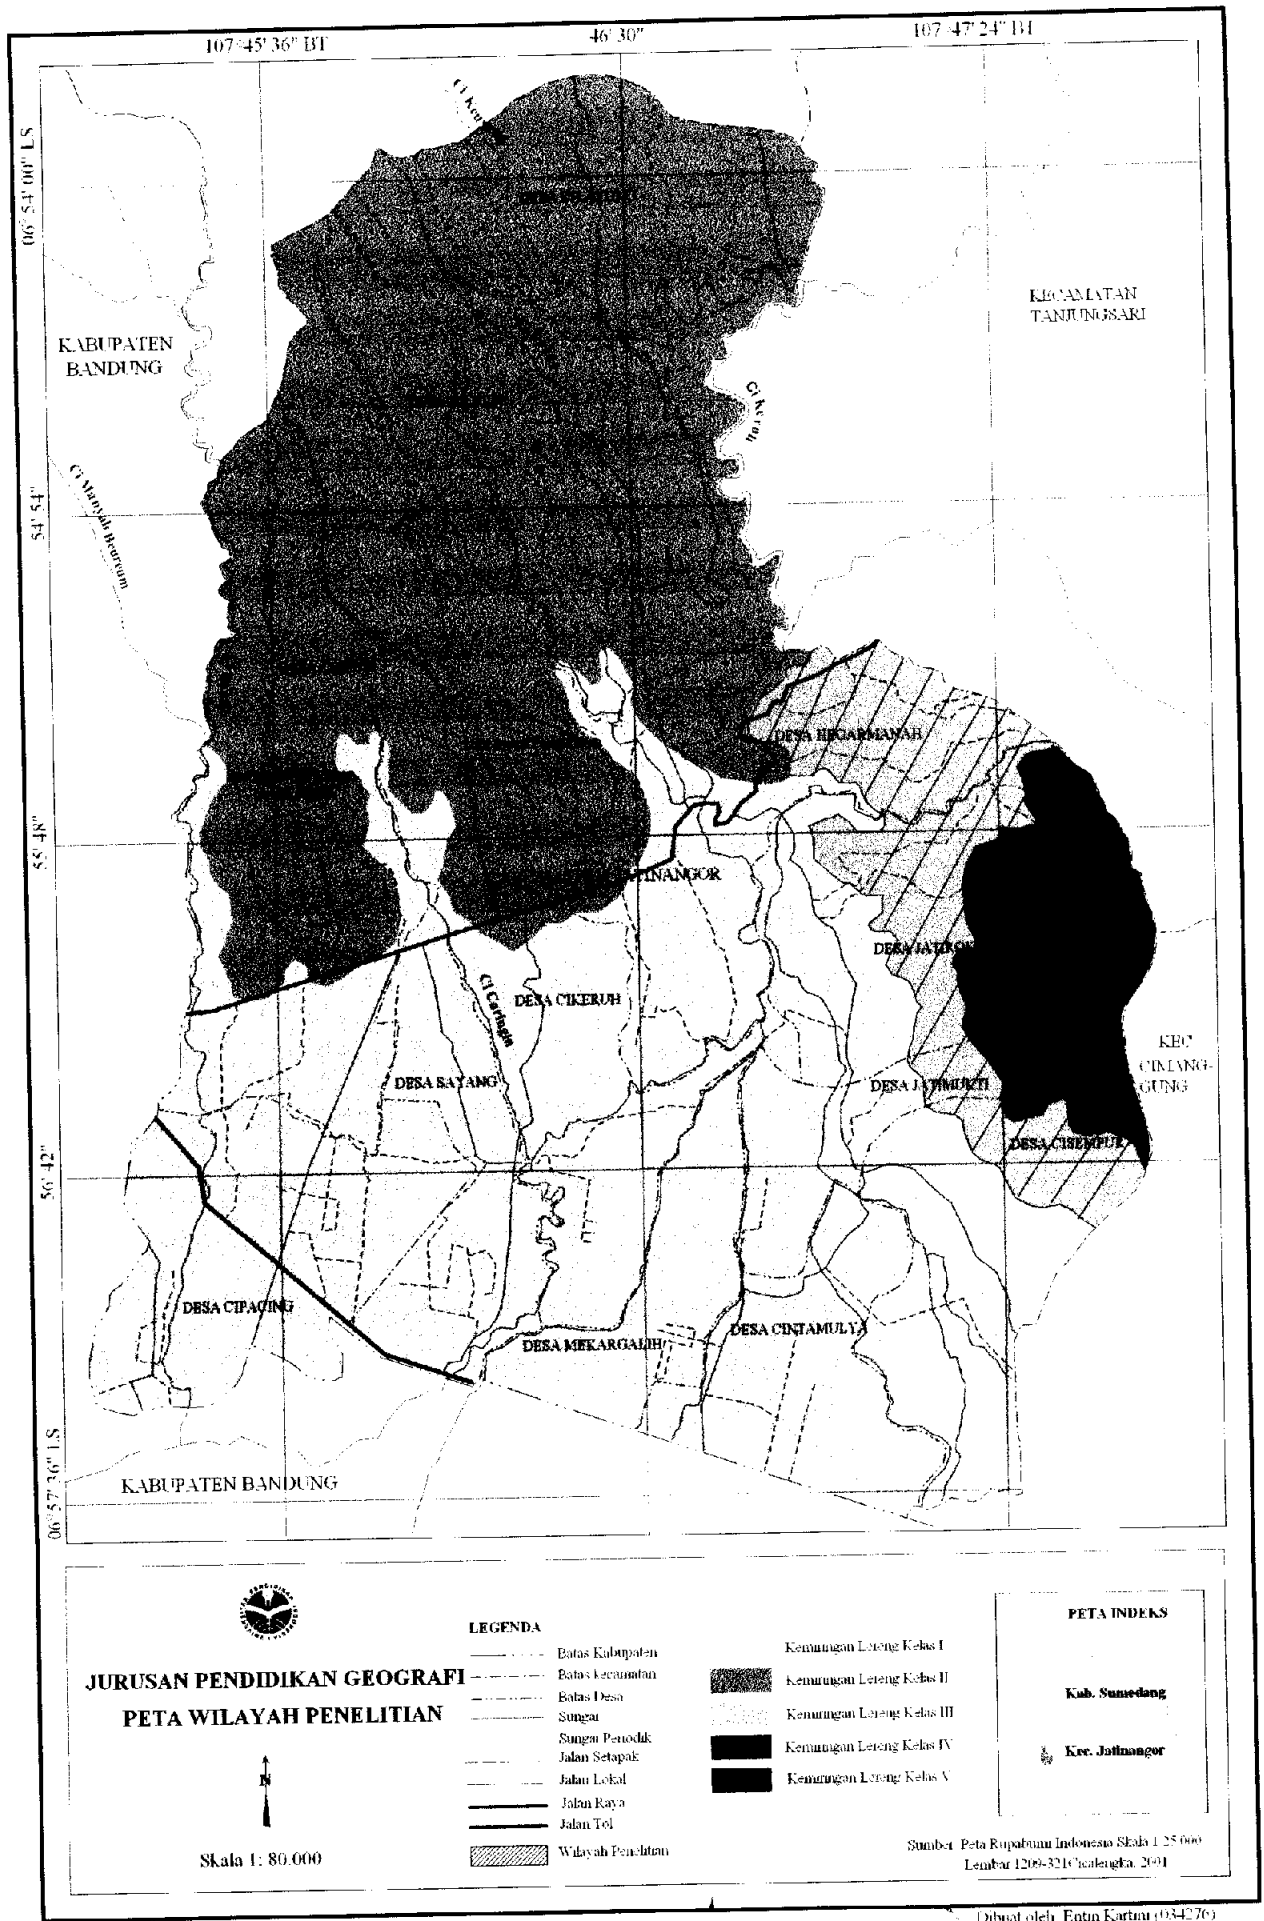 107°45'36" BT
46'30"
107°47'24" BT
06°54'00" LS
KECAMATAN
TANJUNGSARI
KABUPATEN
BANDUNG
54'54"
Ci Manyah Beureum
DESA HEGARMANAH
55'48"
JATINANGOR
DESA
Ci Caringin
DESA CIKERUH
KEC
CIMANG-
GUNG
DESA SAYANG
DESA JATIMUKTI
DESA CISEMPUR
56'42"
DESA CIPACING
DESA MEKARGALIH
DESA CINTAMULYA
06°57'36" LS
KABUPATEN BANDUNG
JURUSAN PENDIDIKAN GEOGRAFI
PETA WILAYAH PENELITIAN
N
Skala 1: 80.000
LEGENDA
Batas Kabupaten
Batas kecamatan
Batas Desa
Sungai
Sungai Periodik
Jalan Setapak
Jalan Lokal
Jalan Raya
Jalan Tol
Wilayah Penelitian
Kemiringan Lereng Kelas I
Kemiringan Lereng Kelas II
Kemiringan Lereng Kelas III
Kemiringan Lereng Kelas IV
Kemiringan Lereng Kelas V
PETA INDEKS
Kab. Sumedang
Kec. Jatinangor
Sumber: Peta Rupabumi Indonesia Skala 1:25.000
Lembar 1209-321 Cicalengka, 2001
Dibuat oleh: Entin Kartini (034276)